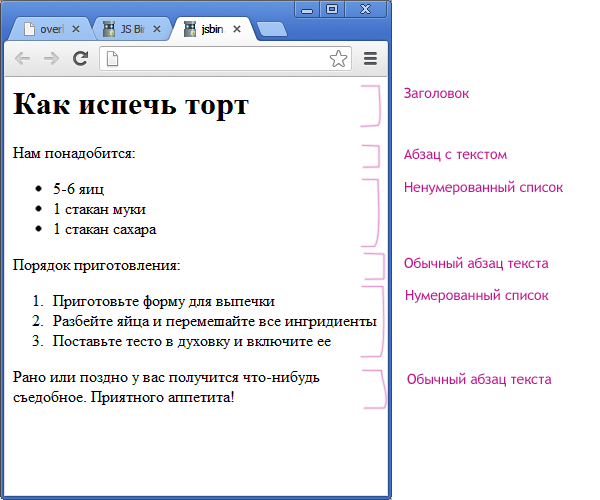 overl
JS Bin
jsbin.
Как испечь торт
Заголовок
Нам понадобится:
Абзац с текстом
5-6 яиц
1 стакан муки
1 стакан сахара
Ненумерованный список
Порядок приготовления:
Обычный абзац текста
1. Приготовьте форму для выпечки
2. Разбейте яйца и перемешайте все ингридиенты
3. Поставьте тесто в духовку и включите ее
Нумерованный список
Рано или поздно у вас получится что-нибудь
съедобное. Приятного аппетита!
Обычный абзац текста